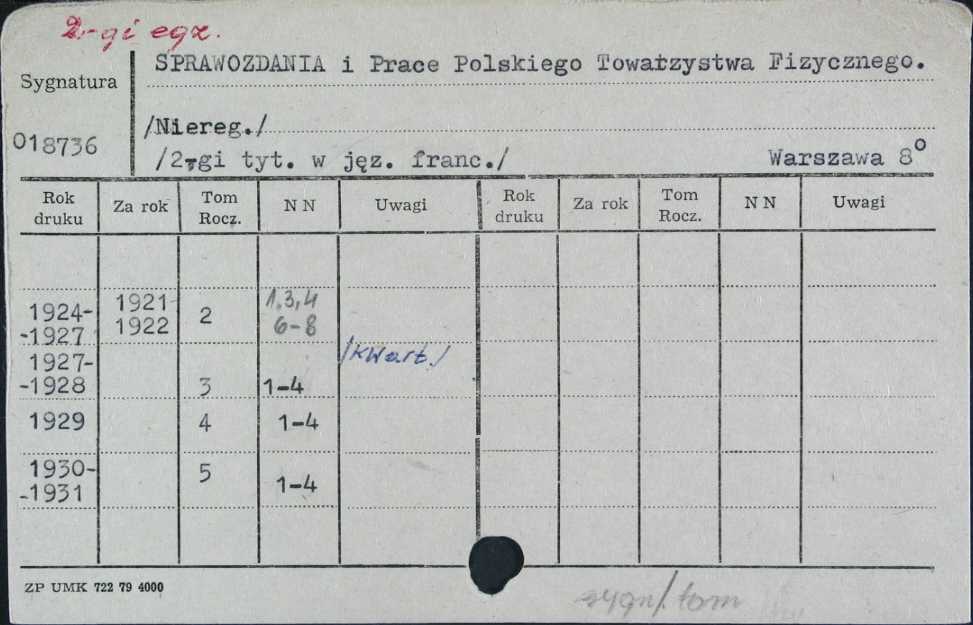 2-gi egz.
SPRAWOZDANIA i Prace Polskiego Towarzystwa Fizycznego.
Sygnatura
/Niereg./
018736
/2-gi tyt. w jęz. franc./ Warszawa 8°
Rok druku Za rok Tom Rocz. N N Uwagi Rok druku Za rok Tom Rocz. N N Uwagi
1924- 1921 2 1.3,4
-1927 1922 6-8
1927- /kwart./
-1928 3 1-4
1929 4 1-4
1930- 5
-1931 1-4
ZP UMK 722 79 4000
sygn/. tom